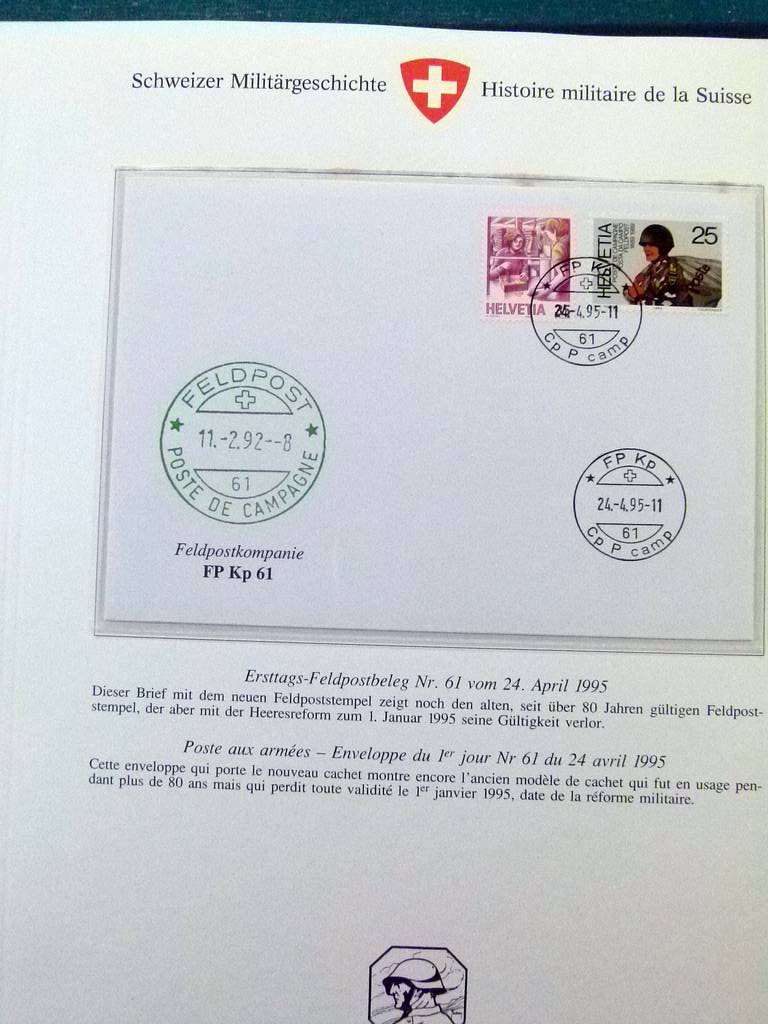 Schweizer Militärgeschichte
Histoire militaire de la Suisse
HELVETIA
HELVETIA
25
FP Kp
24.-4.95-11
61
Cp P camp
FELDPOST
11.-2.92--8
61
POSTE DE CAMPAGNE
FP Kp
24.-4.95-11
61
Cp P camp
Feldpostkompanie
FP Kp 61
Ersttags-Feldpostbeleg Nr. 61 vom 24. April 1995
Dieser Brief mit dem neuen Feldpoststempel zeigt noch den alten, seit über 80 Jahren gültigen Feldpost-
stempel, der aber mit der Heeresreform zum 1. Januar 1995 seine Gültigkeit verlor.
Poste aux armées – Enveloppe du 1er jour Nr 61 du 24 avril 1995
Cette enveloppe qui porte le nouveau cachet montre encore l'ancien modèle de cachet qui fut en usage pen-
dant plus de 80 ans mais qui perdit toute validité le 1er janvier 1995, date de la réforme militaire.